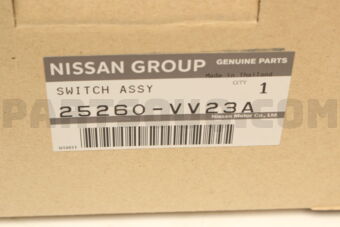 NISSAN GROUP GENUINE PARTS
Made in Thailand
SWITCH ASSY QTY 1
25260-VV23A
Nissan Motor Co., Ltd.